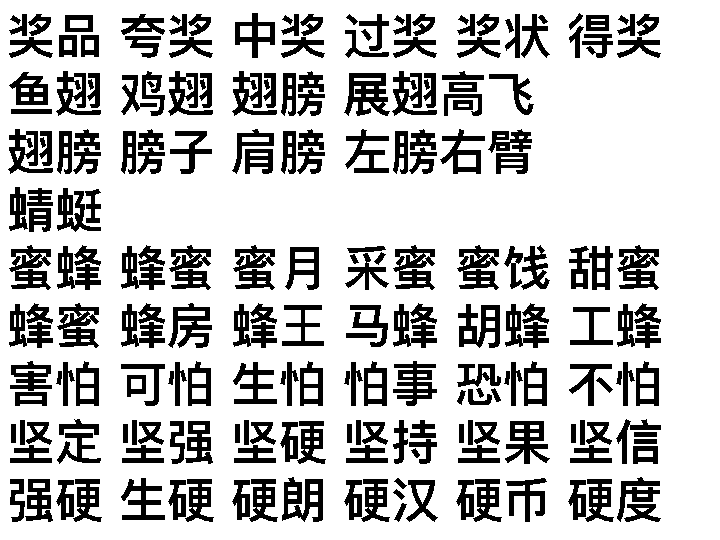 奖品 夸奖 中奖 过奖 奖状 得奖
鱼翅 鸡翅 翅膀 展翅高飞
翅膀 膀子 肩膀 左膀右臂
蜻蜓
蜜蜂 蜂蜜 蜜月 采蜜 蜜饯 甜蜜
蜂蜜 蜂房 蜂王 马蜂 胡蜂 工蜂
害怕 可怕 生怕 怕事 恐怕 不怕
坚定 坚强 坚硬 坚持 坚果 坚信
强硬 生硬 硬朗 硬汉 硬币 硬度